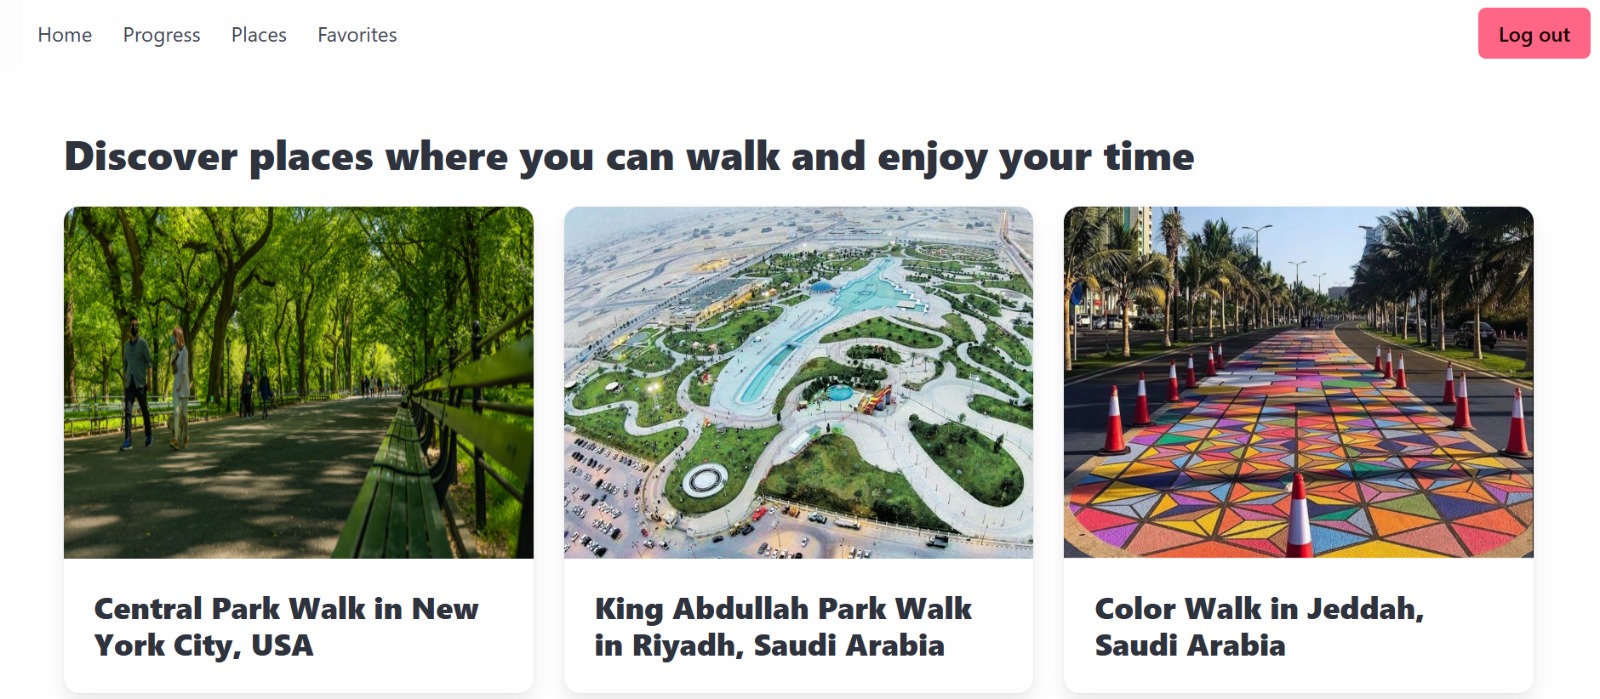 Home Progress Places Favorites Log out
Discover places where you can walk and enjoy your time
Central Park Walk in New
York City, USA
King Abdullah Park Walk
in Riyadh, Saudi Arabia
Color Walk in Jeddah,
Saudi Arabia